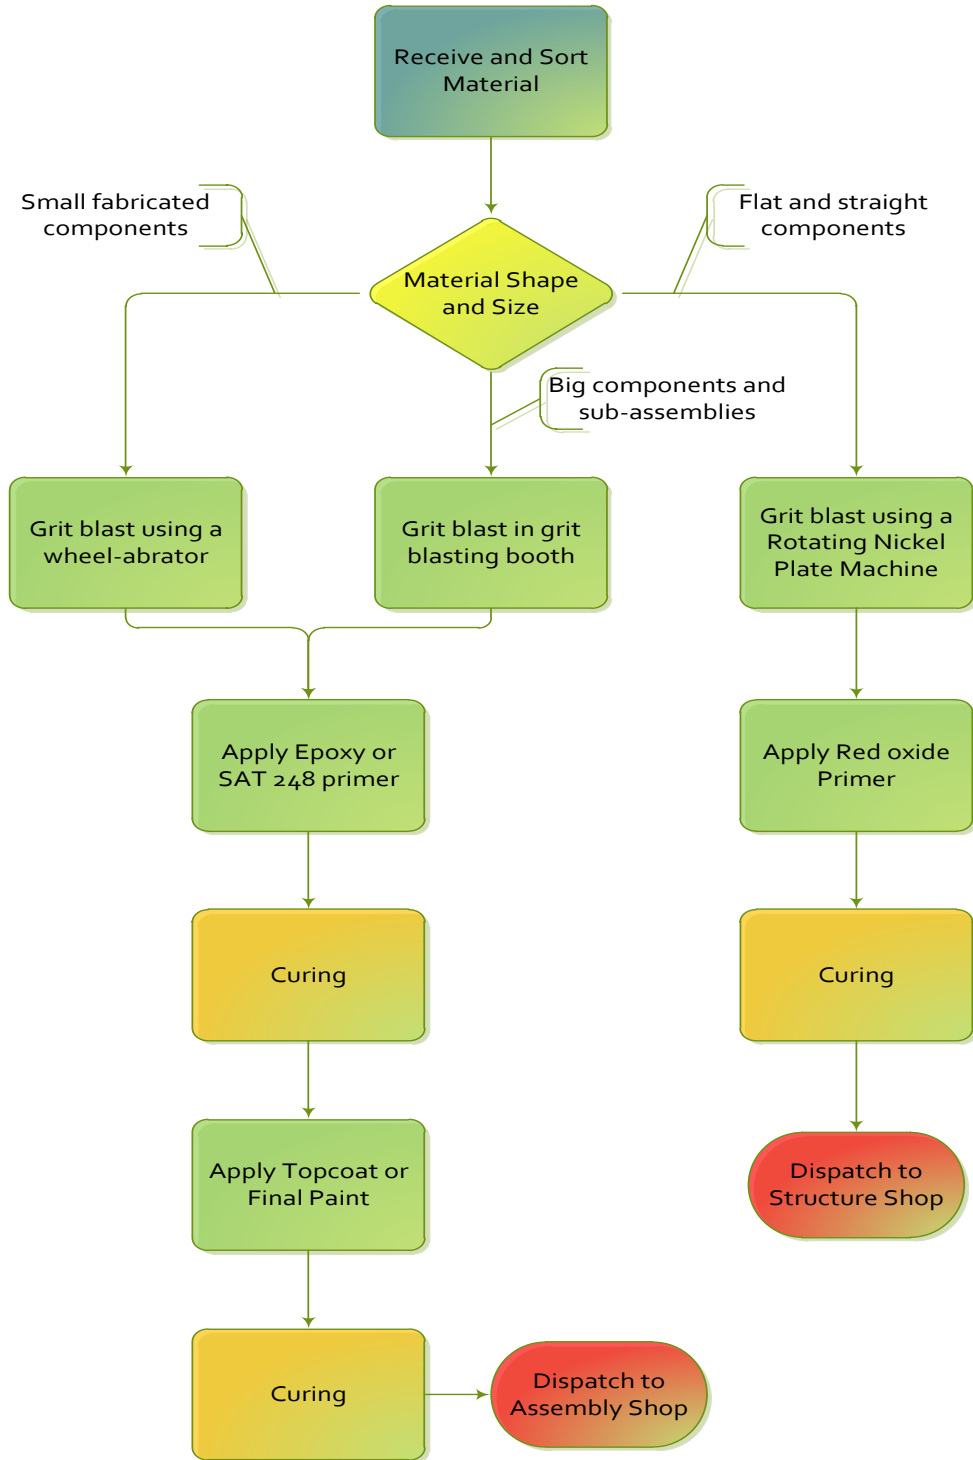 Receive and Sort
Material
Small fabricated
components
Flat and straight
components
Material Shape
and Size
Big components and
sub-assemblies
Grit blast using a
wheel-abrator
Grit blast in grit
blasting booth
Grit blast using a
Rotating Nickel
Plate Machine
Apply Epoxy or
SAT 248 primer
Apply Red oxide
Primer
Curing
Curing
Apply Topcoat or
Final Paint
Dispatch to
Structure Shop
Curing
Dispatch to
Assembly Shop